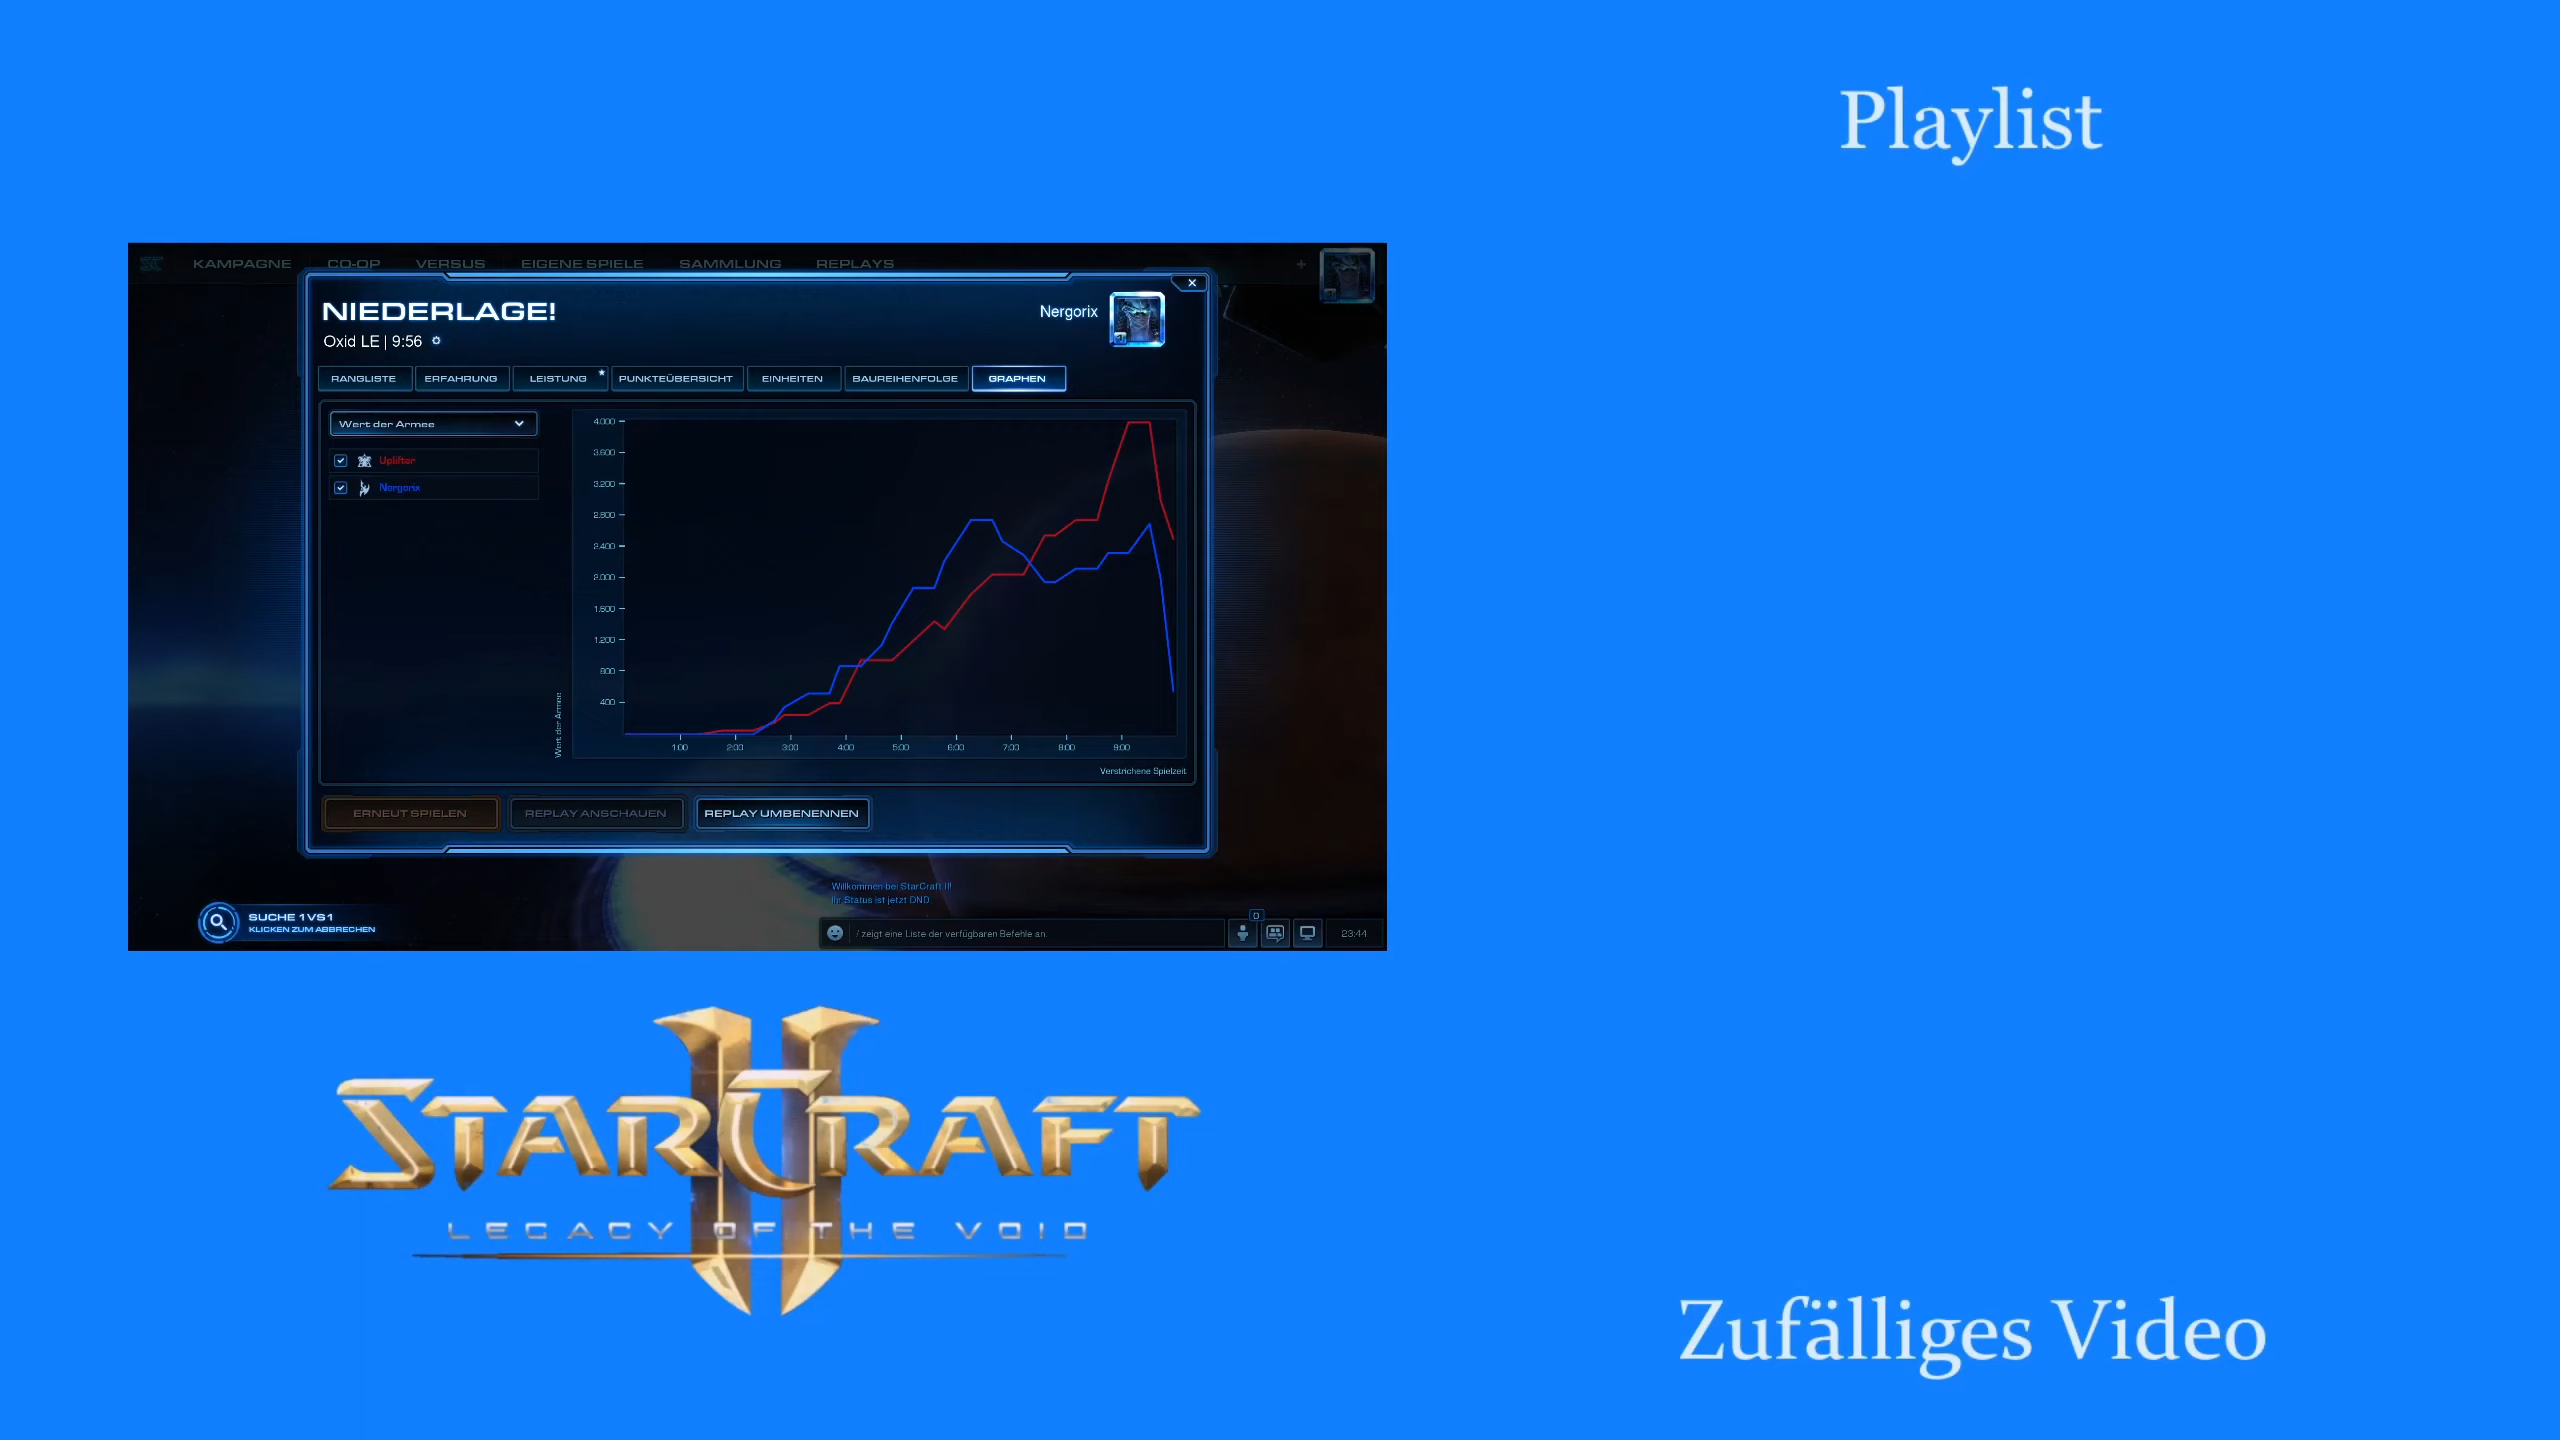 Playlist
KAMPAGNE CO-OP VERSUS EIGENE SPIELE SAMMLUNG REPLAYS
NIEDERLAGE!
Nergorix
Oxid LE | 9:56
RANGLISTE ERFAHRUNG LEISTUNG PUNKTEÜBERSICHT EINHEITEN BAUREIHENFOLGE GRAPHEN
Wert der Armee
Uplifter
Nergorix
4.000
3.600
3.200
2.800
2.400
2.000
1.600
1.200
800
400
Wert der Armee
1:00 2:00 3:00 4:00 5:00 6:00 7:00 8:00 9:00
Verstrichene Spielzeit
ERNEUT SPIELEN REPLAY ANSCHAUEN REPLAY UMBENENNEN
Willkommen bei StarCraft II!
Ihr Status ist jetzt DND.
SUCHE 1VS1
KLICKEN ZUM ABBRECHEN
/ zeigt eine Liste der verfügbaren Befehle an.
0
23:44
STARCRAFT II
LEGACY OF THE VOID
Zufälliges Video